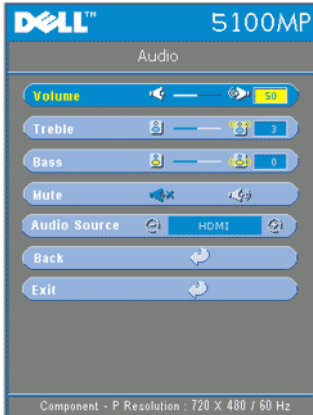 DELL™ 5100MP
Audio
Volume 50
Treble 3
Bass 0
Mute
Audio Source HDMI
Back
Exit
Component - P Resolution : 720 X 480 / 60 Hz